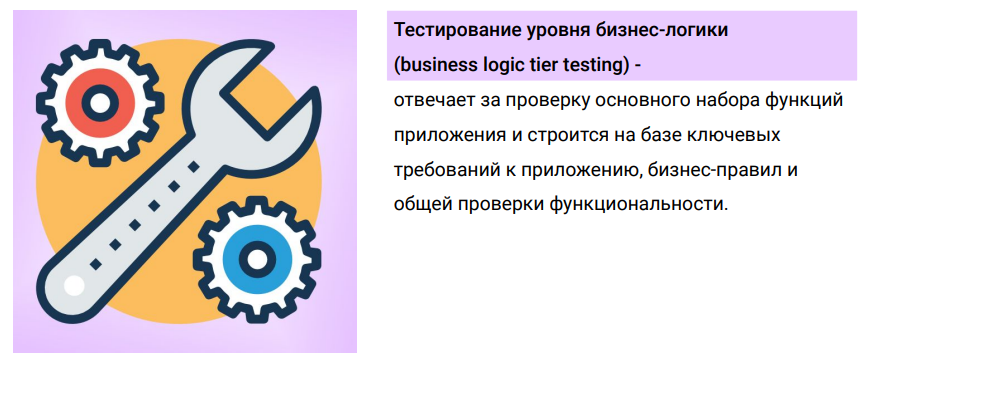 Тестирование уровня бизнес-логики
(business logic tier testing) -
отвечает за проверку основного набора функций
приложения и строится на базе ключевых
требований к приложению, бизнес-правил и
общей проверки функциональности.